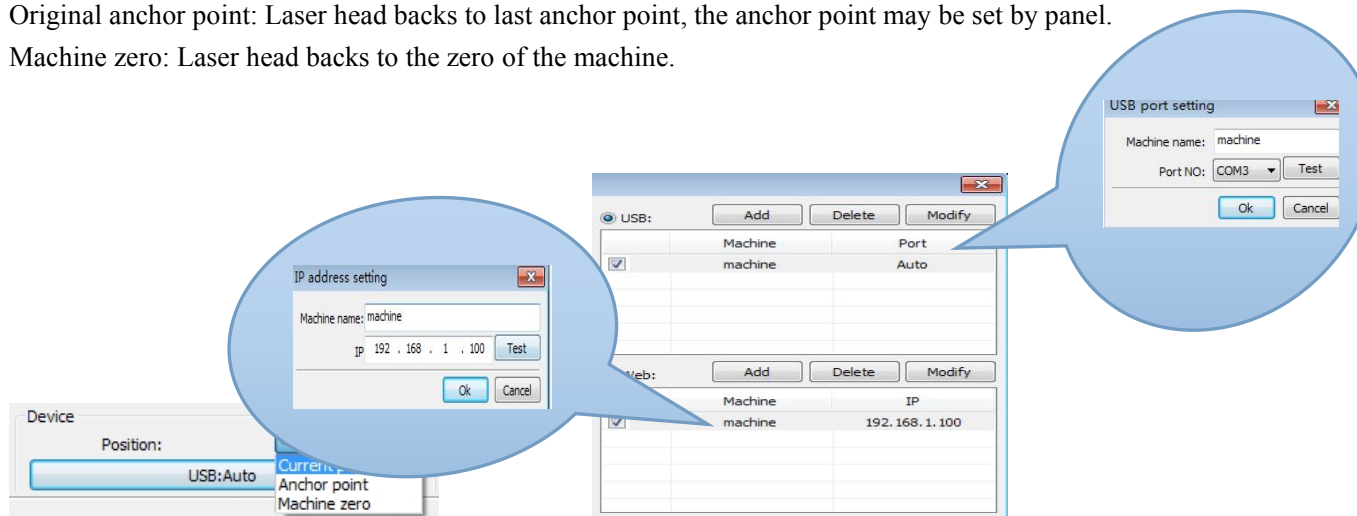 Original anchor point: Laser head backs to last anchor point, the anchor point may be set by panel.
Machine zero: Laser head backs to the zero of the machine.
USB port setting
Machine name: machine
Port NO: COM3 Test
Ok Cancel
USB: Add Delete Modify
Machine Port
machine Auto
IP address setting
Machine name: machine
IP 192 . 168 . 1 . 100 Test
Ok Cancel
Web: Add Delete Modify
Machine IP
machine 192.168.1.100
Device
Position:
USB:Auto
Current
Anchor point
Machine zero